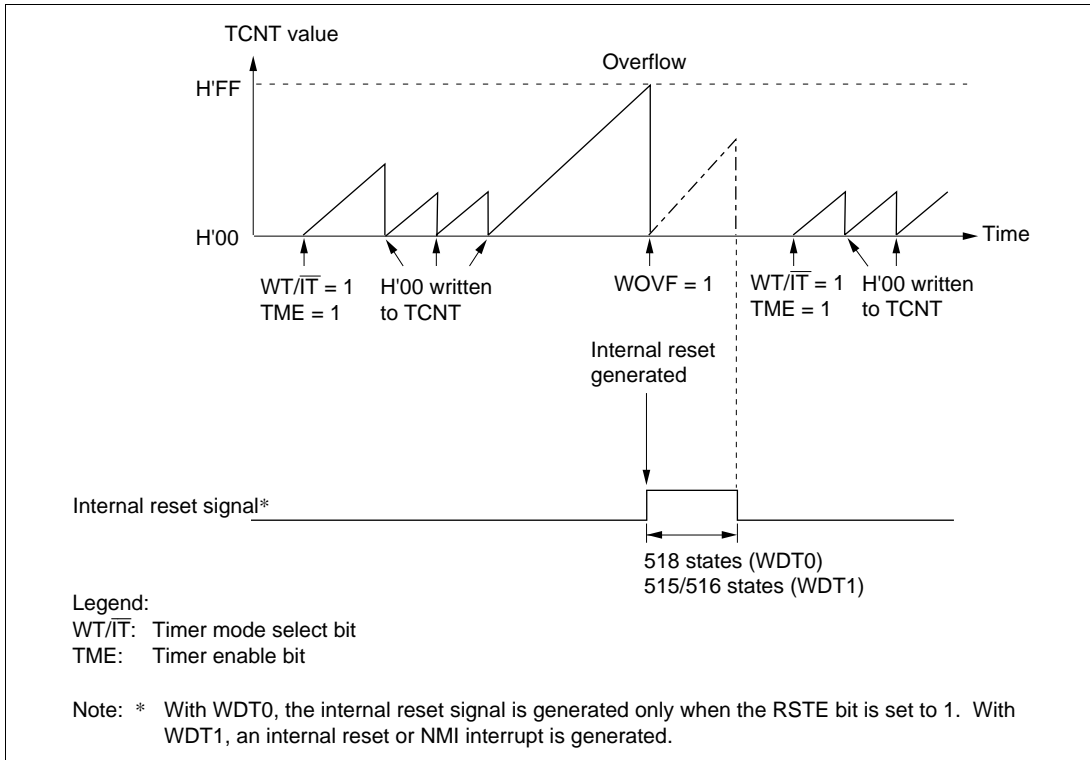 TCNT value
Overflow
H'FF
H'00
Time
WT/I̅T̅ = 1
TME = 1
H'00 written
to TCNT
WOVF = 1
WT/I̅T̅ = 1
TME = 1
H'00 written
to TCNT
Internal reset
generated
Internal reset signal*
518 states (WDT0)
515/516 states (WDT1)
Legend:
WT/I̅T̅: Timer mode select bit
TME: Timer enable bit
Note: * With WDT0, the internal reset signal is generated only when the RSTE bit is set to 1. With
WDT1, an internal reset or NMI interrupt is generated.